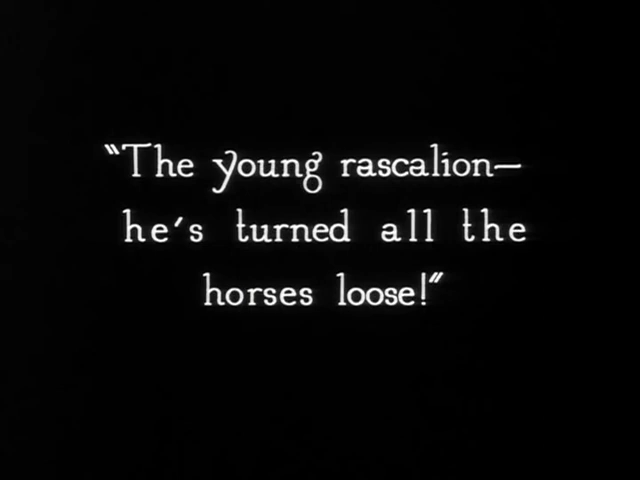 "The young rascalion—
he's turned all the
horses loose!"